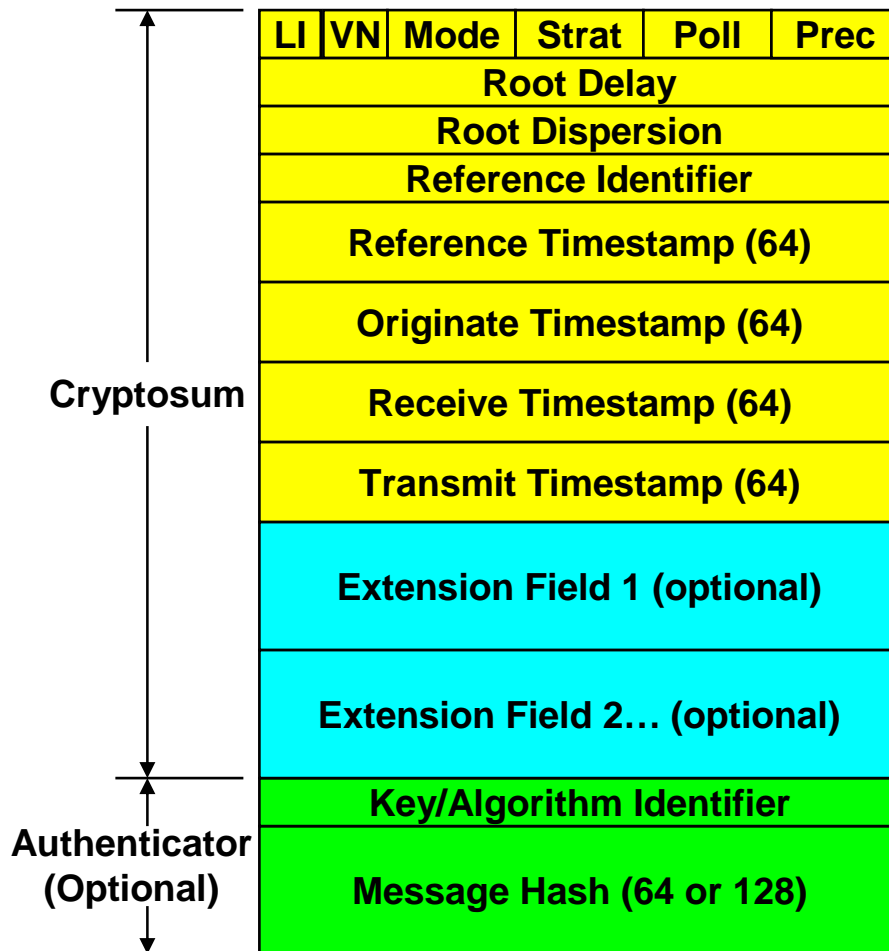 LI VN Mode Strat Poll Prec
Root Delay
Root Dispersion
Reference Identifier
Reference Timestamp (64)
Originate Timestamp (64)
Cryptosum
Receive Timestamp (64)
Transmit Timestamp (64)
Extension Field 1 (optional)
Extension Field 2… (optional)
Key/Algorithm Identifier
Authenticator
(Optional)
Message Hash (64 or 128)